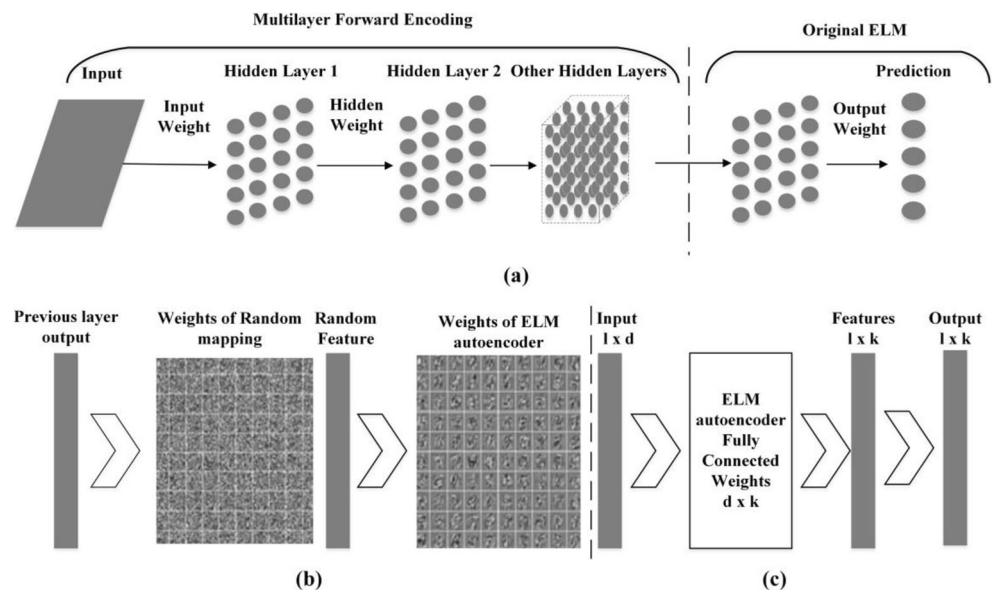 Multilayer Forward Encoding
Original ELM
Input
Hidden Layer 1
Hidden Layer 2
Other Hidden Layers
Prediction
Input
Weight
Hidden
Weight
Output
Weight
(a)
Previous layer
output
Weights of Random
mapping
Random
Feature
Weights of ELM
autoencoder
Input
l x d
Features
l x k
Output
l x k
ELM
autoencoder
Fully
Connected
Weights
d x k
(b)
(c)